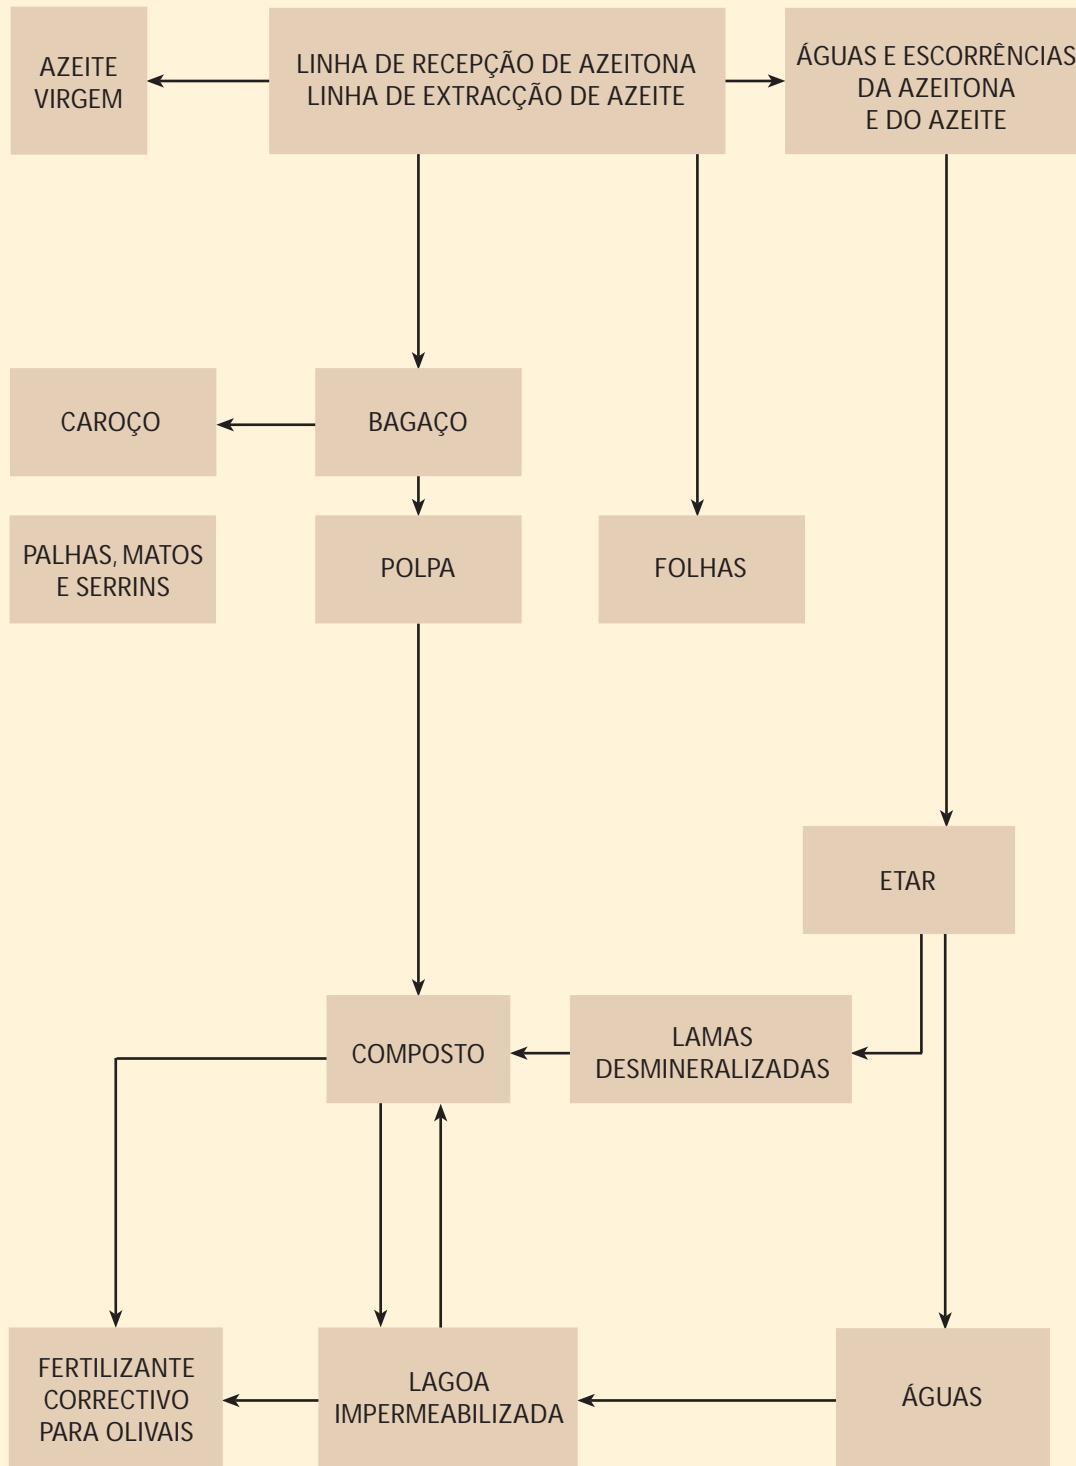 AZEITE
VIRGEM
LINHA DE RECEPÇÃO DE AZEITONA
LINHA DE EXTRACÇÃO DE AZEITE
ÁGUAS E ESCORRÊNCIAS
DA AZEITONA
E DO AZEITE
CAROÇO
BAGAÇO
PALHAS, MATOS
E SERRINS
POLPA
FOLHAS
ETAR
COMPOSTO
LAMAS
DESMINERALIZADAS
FERTILIZANTE
CORRECTIVO
PARA OLIVAIS
LAGOA
IMPERMEABILIZADA
ÁGUAS